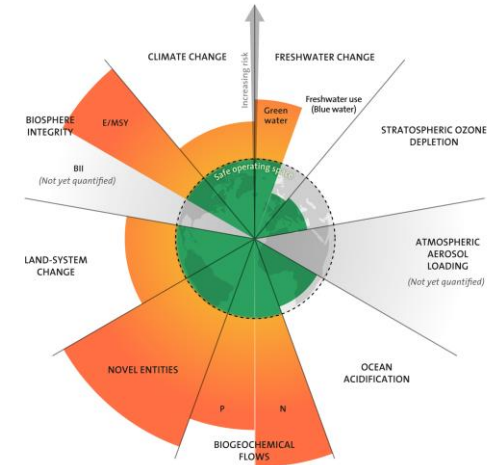 CLIMATE CHANGE
FRESHWATER CHANGE
Increasing risk
Green
water
Freshwater use
(Blue water)
STRATOSPHERIC OZONE
DEPLETION
ATMOSPHERIC
AEROSOL
LOADING
(Not yet quantified)
OCEAN
ACIDIFICATION
BIOGEOCHEMICAL
FLOWS
P
N
NOVEL ENTITIES
LAND-SYSTEM
CHANGE
BIOSPHERE
INTEGRITY
E/MSY
BII
(Not yet quantified)
Safe operating space